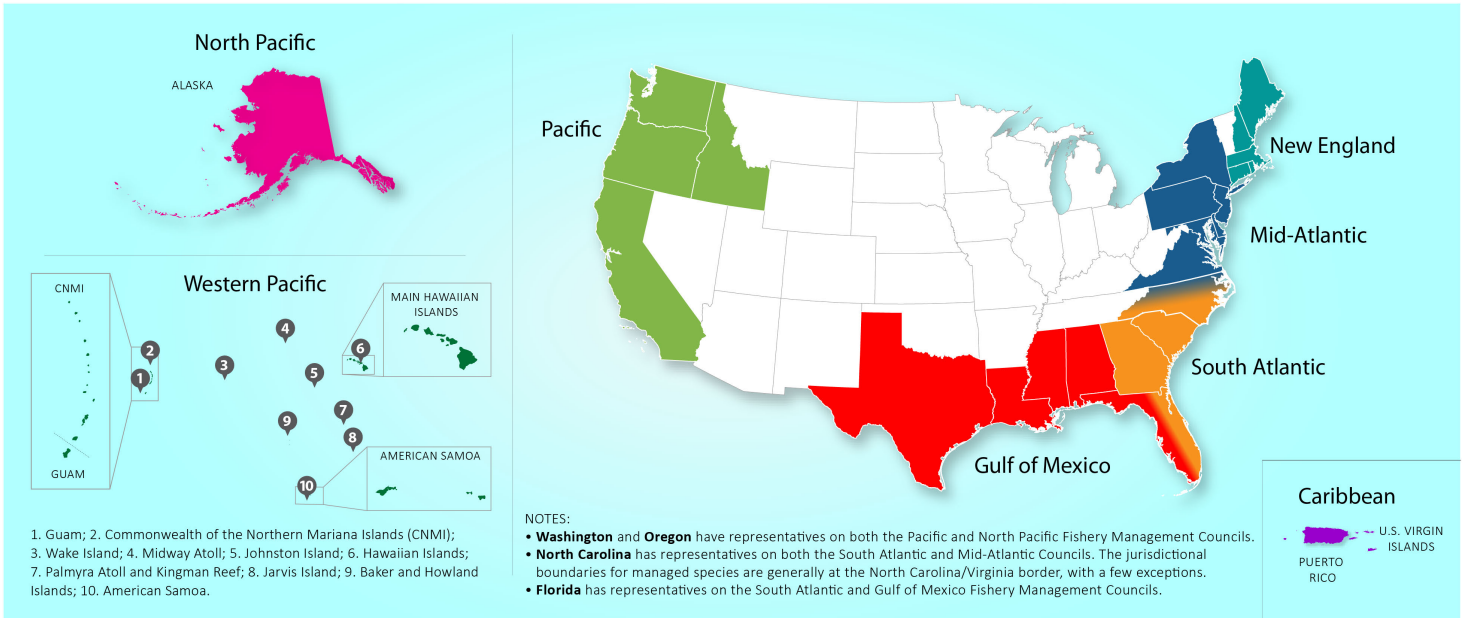 North Pacific
ALASKA
Western Pacific
CNMI
GUAM
2
1
3
4
5
6
7
8
9
10
MAIN HAWAIIAN
ISLANDS
AMERICAN SAMOA
1. Guam; 2. Commonwealth of the Northern Mariana Islands (CNMI);
3. Wake Island; 4. Midway Atoll; 5. Johnston Island; 6. Hawaiian Islands;
7. Palmyra Atoll and Kingman Reef; 8. Jarvis Island; 9. Baker and Howland
Islands; 10. American Samoa.
Pacific
New England
Mid-Atlantic
South Atlantic
Gulf of Mexico
NOTES:
• Washington and Oregon have representatives on both the Pacific and North Pacific Fishery Management Councils.
• North Carolina has representatives on both the South Atlantic and Mid-Atlantic Councils. The jurisdictional
boundaries for managed species are generally at the North Carolina/Virginia border, with a few exceptions.
• Florida has representatives on the South Atlantic and Gulf of Mexico Fishery Management Councils.
Caribbean
U.S. VIRGIN
ISLANDS
PUERTO
RICO